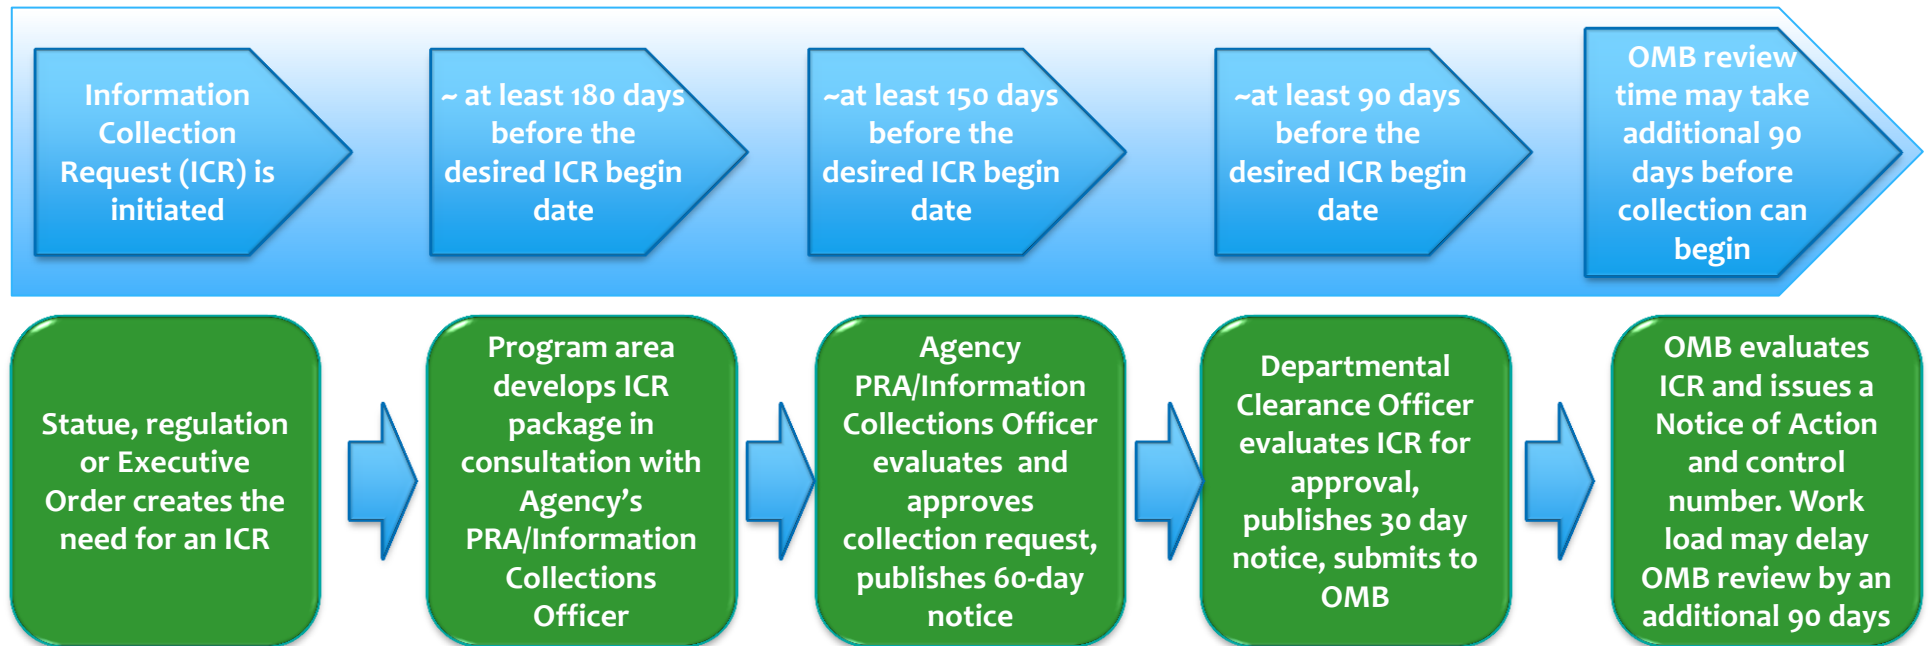 Information
Collection
Request (ICR) is
initiated
~ at least 180 days
before the
desired ICR begin
date
~at least 150 days
before the
desired ICR begin
date
~at least 90 days
before the
desired ICR begin
date
OMB review
time may take
additional 90
days before
collection can
begin
Statue, regulation
or Executive
Order creates the
need for an ICR
Program area
develops ICR
package in
consultation with
Agency’s
PRA/Information
Collections
Officer
Agency
PRA/Information
Collections Officer
evaluates and
approves
collection request,
publishes 60-day
notice
Departmental
Clearance Officer
evaluates ICR for
approval,
publishes 30 day
notice, submits to
OMB
OMB evaluates
ICR and issues a
Notice of Action
and control
number. Work
load may delay
OMB review by an
additional 90 days